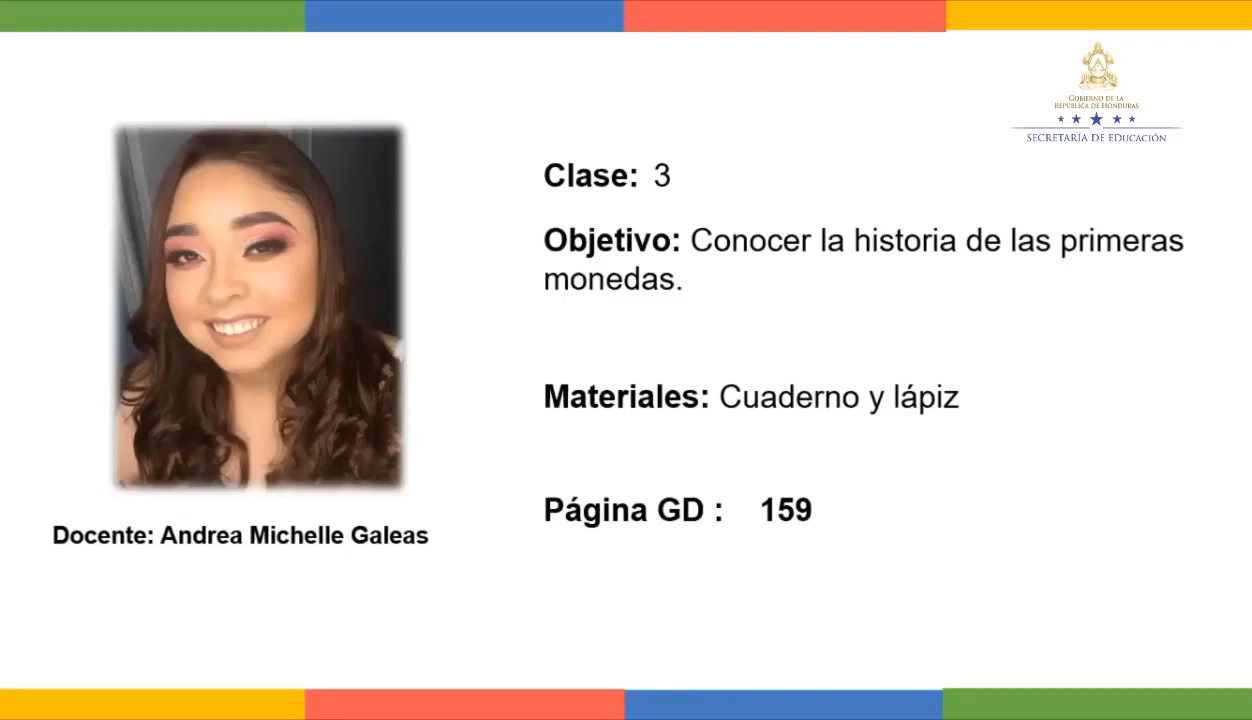 GOBIERNO DE LA
REPÚBLICA DE HONDURAS
SECRETARÍA DE EDUCACIÓN
Clase: 3
Objetivo: Conocer la historia de las primeras
monedas.
Materiales: Cuaderno y lápiz
Página GD : 159
Docente: Andrea Michelle Galeas